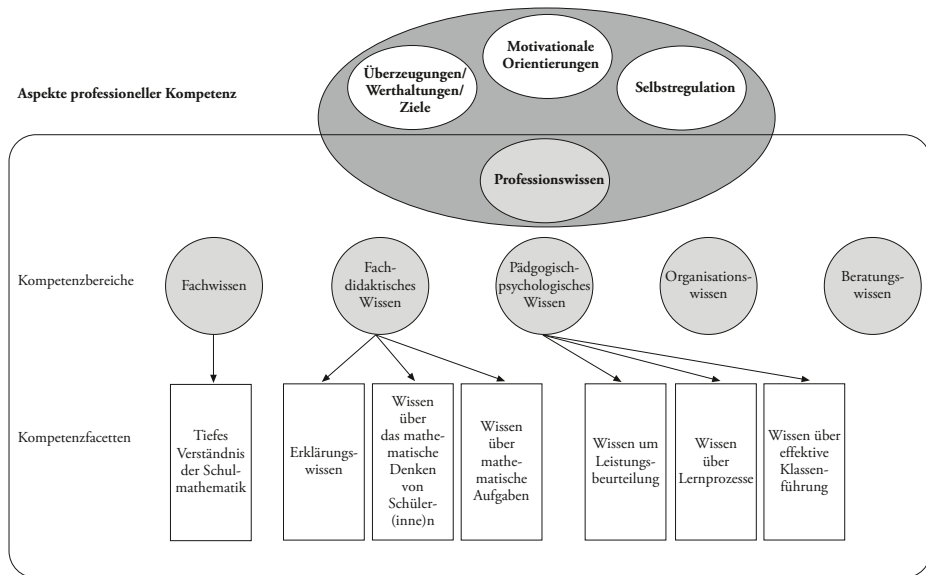 Aspekte professioneller Kompetenz
Überzeugungen/
Werthaltungen/
Ziele
Motivationale
Orientierungen
Selbstregulation
Professionswissen
Kompetenzbereiche
Fachwissen
Fach-
didaktisches
Wissen
Pädgogisch-
psychologisches
Wissen
Organisations-
wissen
Beratungs-
wissen
Kompetenzfacetten
Tiefes
Verständnis
der Schul-
mathematik
Erklärungs-
wissen
Wissen
über
das mathe-
matische
Denken
von
Schüler-
(inne)n
Wissen
über
mathe-
matische
Aufgaben
Wissen um
Leistungs-
beurteilung
Wissen
über
Lernprozesse
Wissen über
effektive
Klassen-
führung